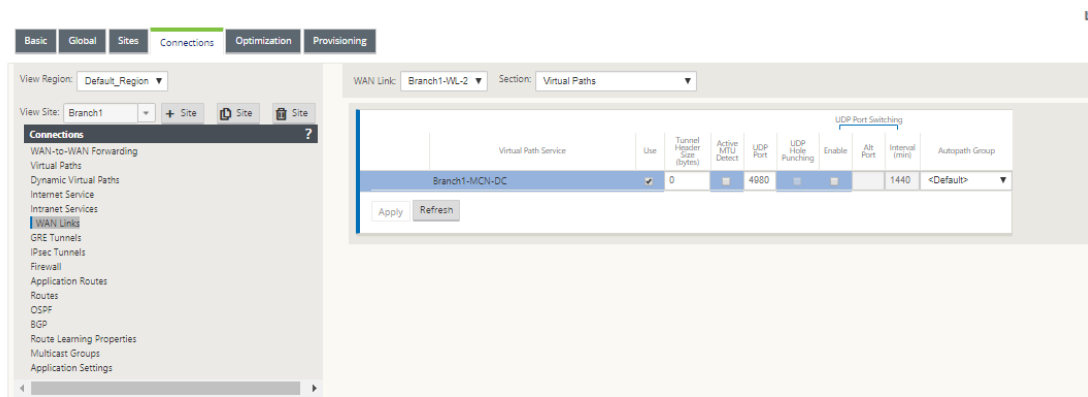 Basic Global Sites Connections Optimization Provisioning
View Region: Default_Region
View Site: Branch1 + Site Site Site
Connections ?
WAN-to-WAN Forwarding
Virtual Paths
Dynamic Virtual Paths
Internet Service
Intranet Services
WAN Links
GRE Tunnels
IPsec Tunnels
Firewall
Application Routes
Routes
OSPF
BGP
Route Learning Properties
Multicast Groups
Application Settings
WAN Link: Branch1-WL-2 Section: Virtual Paths
UDP Port Switching
Virtual Path Service Use Tunnel Header Size (bytes) Active MTU Detect UDP Port UDP Hole Punching Enable Alt Port Interval (min) Autopath Group
Branch1-MCN-DC 0 4980 1440 <Default>
Apply Refresh